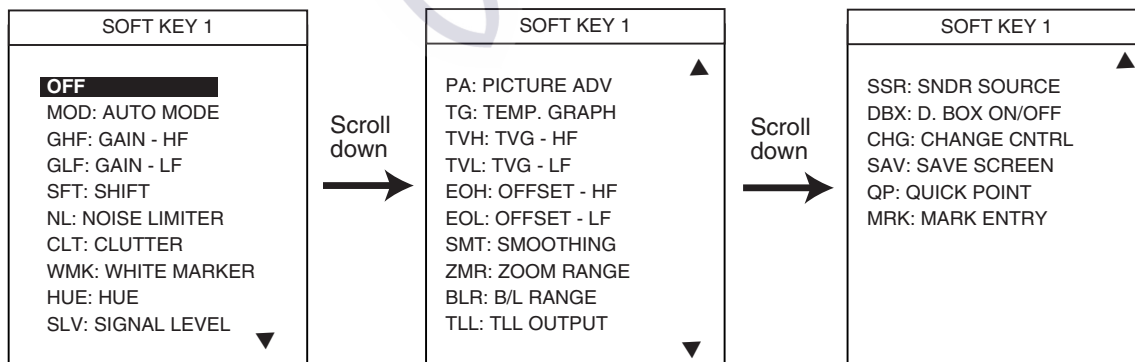 SOFT KEY 1
OFF
MOD: AUTO MODE
GHF: GAIN - HF
GLF: GAIN - LF
SFT: SHIFT
NL: NOISE LIMITER
CLT: CLUTTER
WMK: WHITE MARKER
HUE: HUE
SLV: SIGNAL LEVEL
Scroll
down
SOFT KEY 1
PA: PICTURE ADV
TG: TEMP. GRAPH
TVH: TVG - HF
TVL: TVG - LF
EOH: OFFSET - HF
EOL: OFFSET - LF
SMT: SMOOTHING
ZMR: ZOOM RANGE
BLR: B/L RANGE
TLL: TLL OUTPUT
Scroll
down
SOFT KEY 1
SSR: SNDR SOURCE
DBX: D. BOX ON/OFF
CHG: CHANGE CNTRL
SAV: SAVE SCREEN
QP: QUICK POINT
MRK: MARK ENTRY